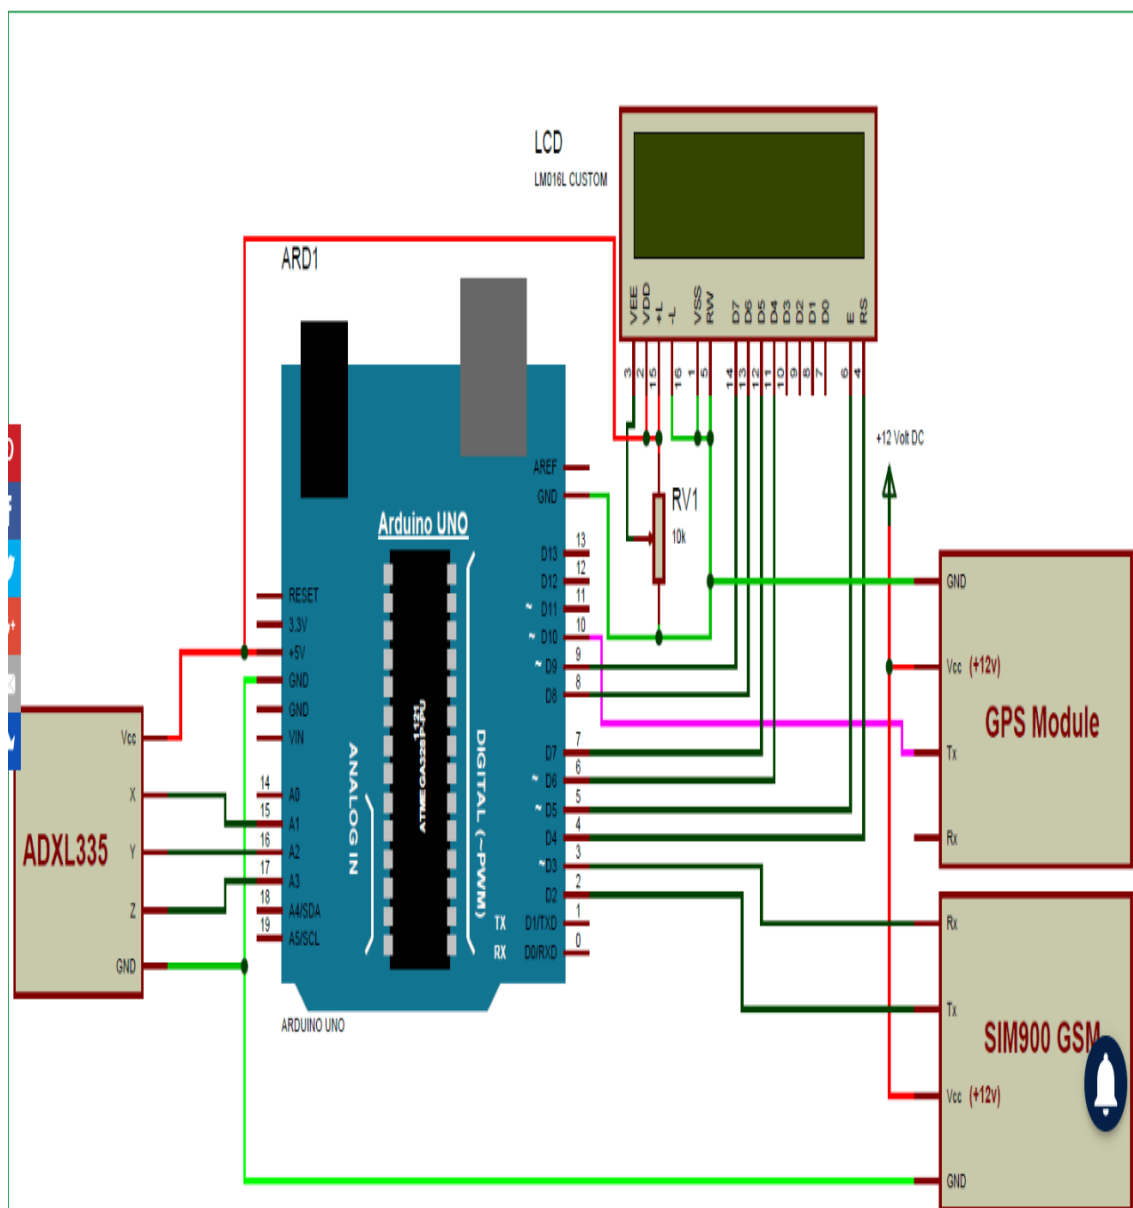 LCD
LM016L CUSTOM
VEE
VDD
+L
-L
VSS
RW
D7
D6
D5
D4
D3
D2
D1
D0
E
RS
3
2
15
16
1
5
14
13
12
11
10
9
8
7
6
4
ARD1
+12 Volt DC
RV1
10k
Arduino UNO
AREF
GND
13
D13
12
D12
11
~ D11
10
~ D10
9
~ D9
8
D8
7
D7
6
~ D6
5
~ D5
4
D4
3
~D3
2
D2
1
TX D1/TXD
0
RX D0/RXD
RESET
3.3V
+5V
GND
GND
VIN
14
A0
15
A1
16
A2
17
A3
18
A4/SDA
19
A5/SCL
ANALOG IN
1121
ATMEGA328P-PU
DIGITAL (~PWM)
ARDUINO UNO
Vcc
X
Y
Z
GND
ADXL335
GND
Vcc (+12v)
GPS Module
Tx
Rx
Rx
Tx
SIM900 GSM
Vcc (+12v)
GND